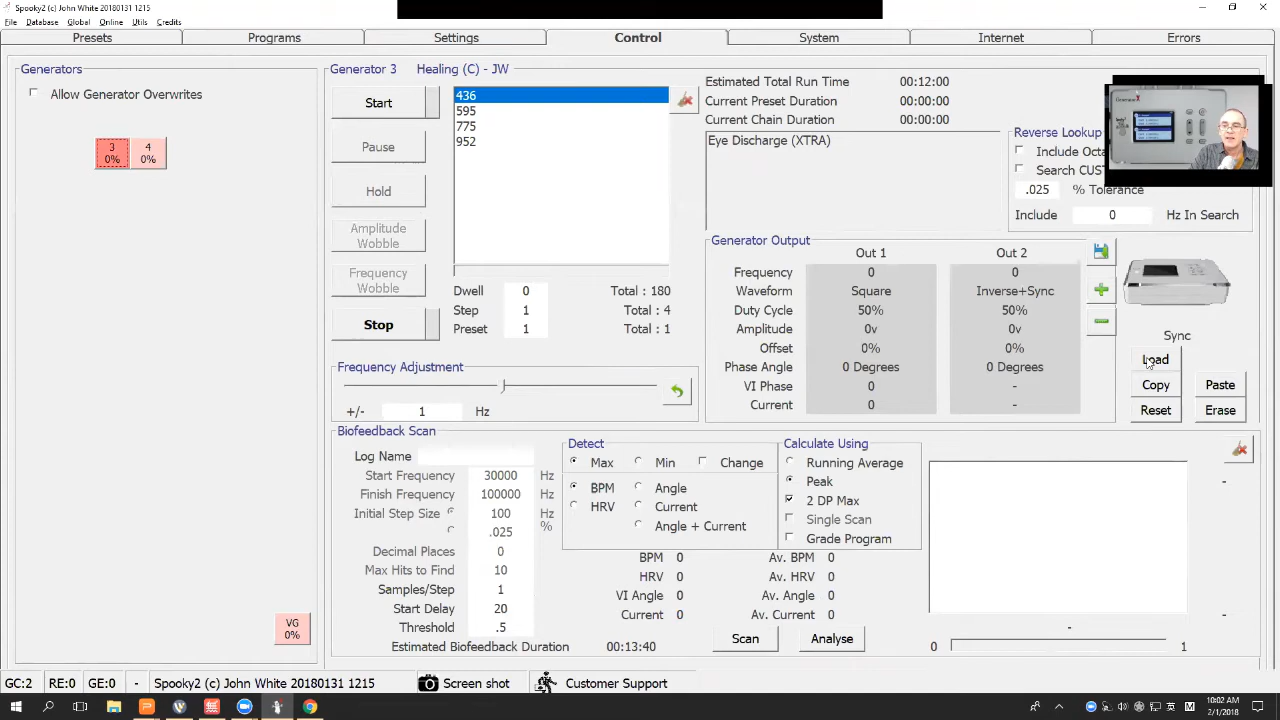 Spooky2 (c) John White 20180131 1215
File Database Global Online Utils Credits
Presets Programs Settings Control System Internet Errors
Generators
Allow Generator Overwrites
3
0%
4
0%
VG
0%
Generator 3 Healing (C) - JW
Start
Pause
Hold
Amplitude
Wobble
Frequency
Wobble
Stop
436
595
775
952
Dwell 0 Total : 180
Step 1 Total : 4
Preset 1 Total : 1
Frequency Adjustment
+/- 1 Hz
Estimated Total Run Time 00:12:00
Current Preset Duration 00:00:00
Current Chain Duration 00:00:00
Eye Discharge (XTRA)
Reverse Lookup
Include Octa
Search CUST
.025 % Tolerance
Include 0 Hz In Search
Generator Output
Out 1 Out 2
Frequency 0 0
Waveform Square Inverse+Sync
Duty Cycle 50% 50%
Amplitude 0v 0v
Offset 0% 0%
Phase Angle 0 Degrees 0 Degrees
VI Phase 0 -
Current 0 -
Sync
Load
Copy Paste
Reset Erase
Biofeedback Scan
Log Name
Start Frequency 30000 Hz
Finish Frequency 100000 Hz
Initial Step Size 100 Hz
.025 %
Decimal Places 0
Max Hits to Find 10
Samples/Step 1
Start Delay 20
Threshold .5
Estimated Biofeedback Duration 00:13:40
Detect
Max Min Change
BPM Angle
HRV Current
Angle + Current
Calculate Using
Running Average
Peak
2 DP Max
Single Scan
Grade Program
BPM 0 Av. BPM 0
HRV 0 Av. HRV 0
VI Angle 0 Av. Angle 0
Current 0 Av. Current 0
Scan Analyse
-
-
-
0 1
GC:2 RE:0 GE:0 - Spooky2 (c) John White 20180131 1215 Screen shot Customer Support
10:02 AM
2/1/2018